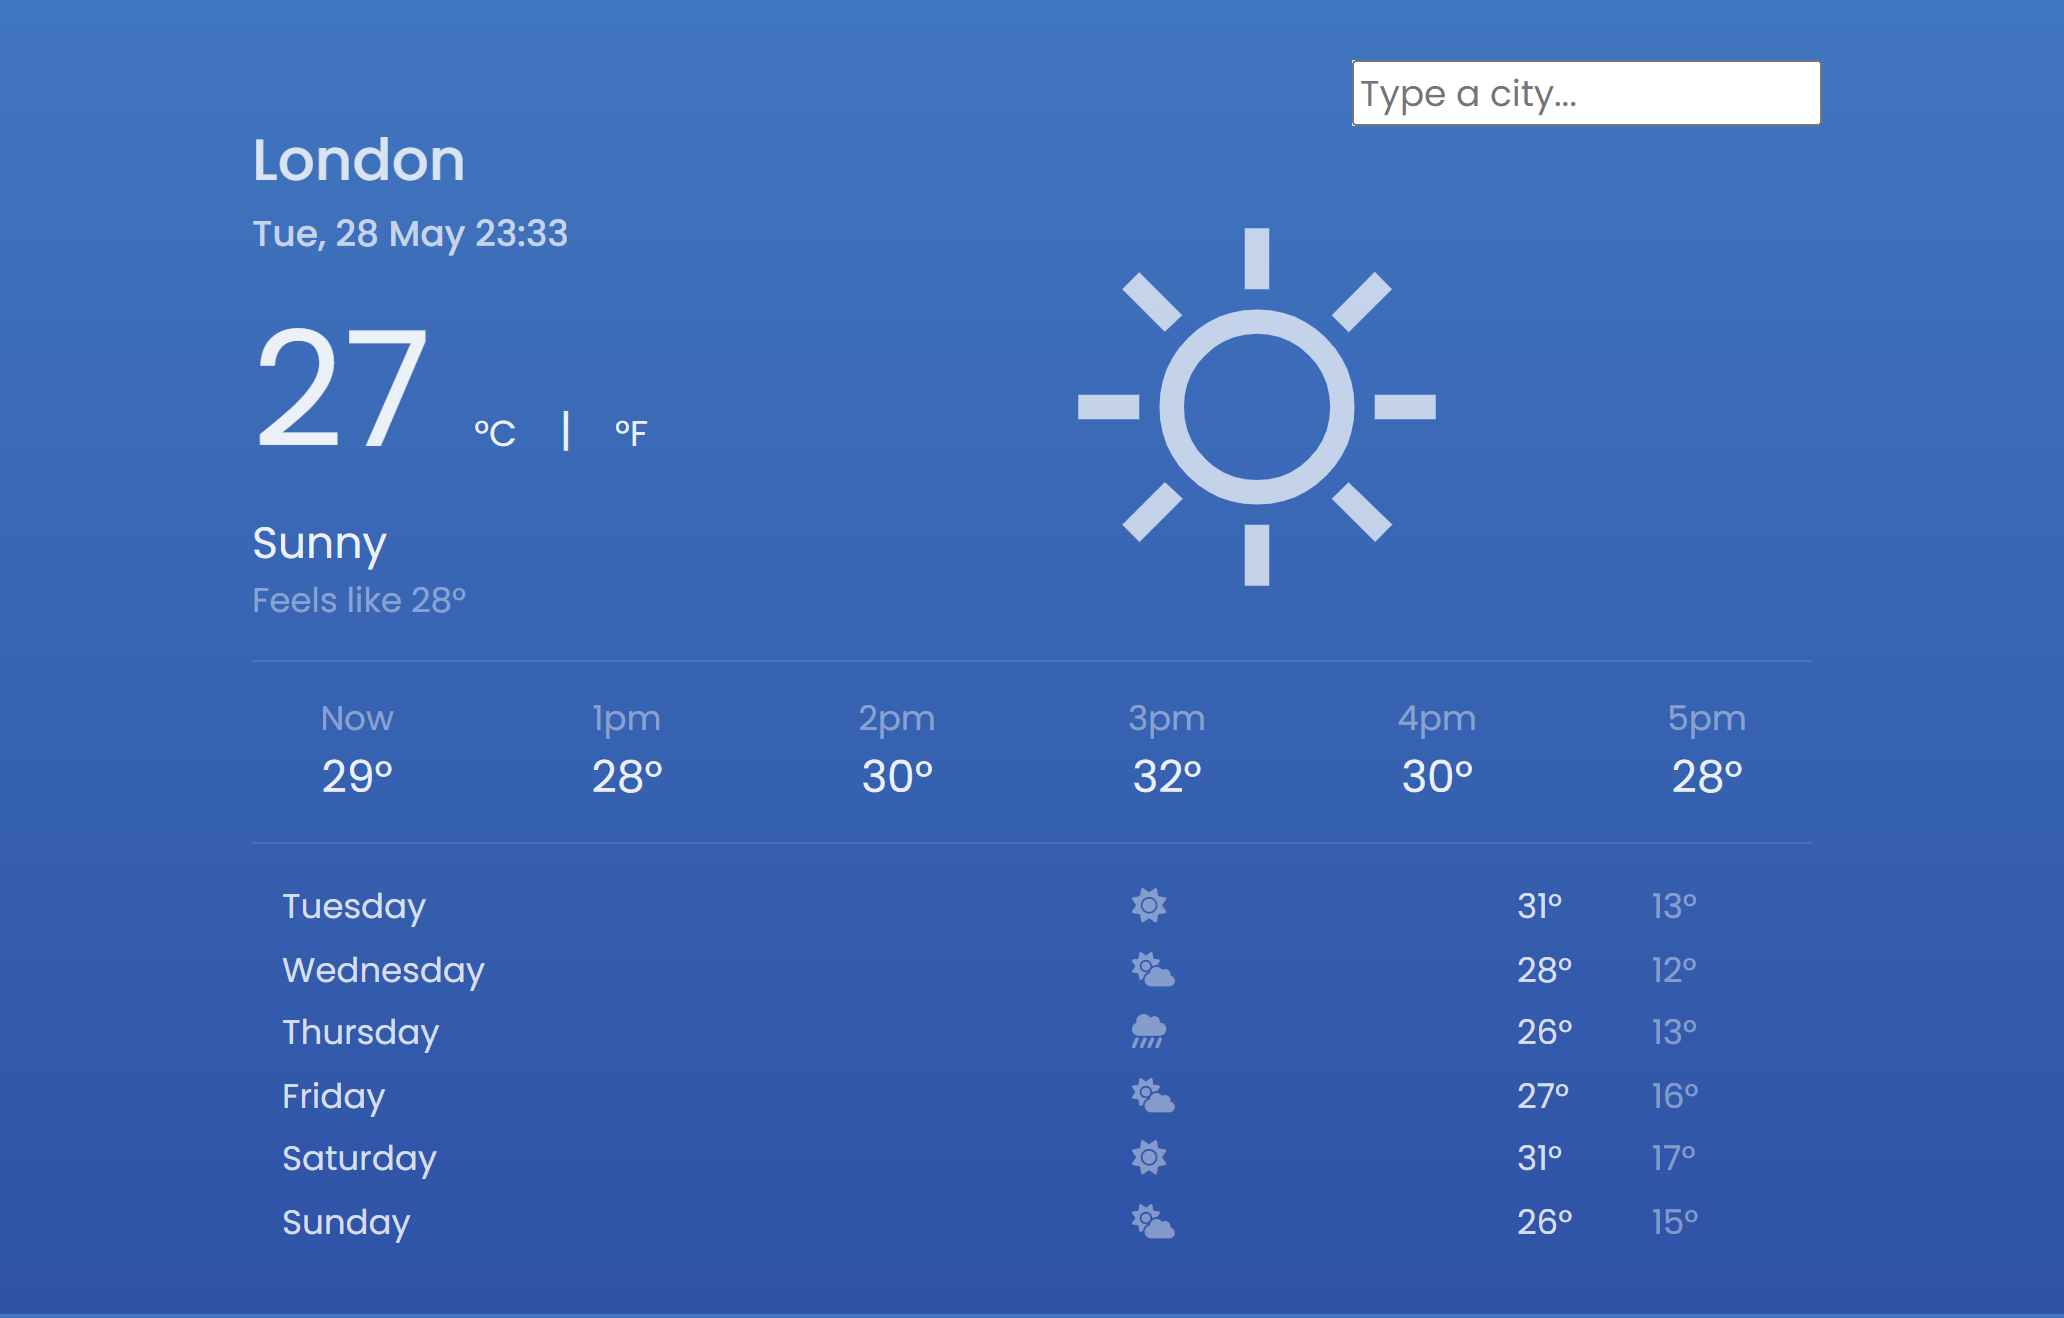 Type a city...
London
Tue, 28 May 23:33
27 °C | °F
Sunny
Feels like 28°
Now 1pm 2pm 3pm 4pm 5pm
29° 28° 30° 32° 30° 28°
Tuesday 31° 13°
Wednesday 28° 12°
Thursday 26° 13°
Friday 27° 16°
Saturday 31° 17°
Sunday 26° 15°